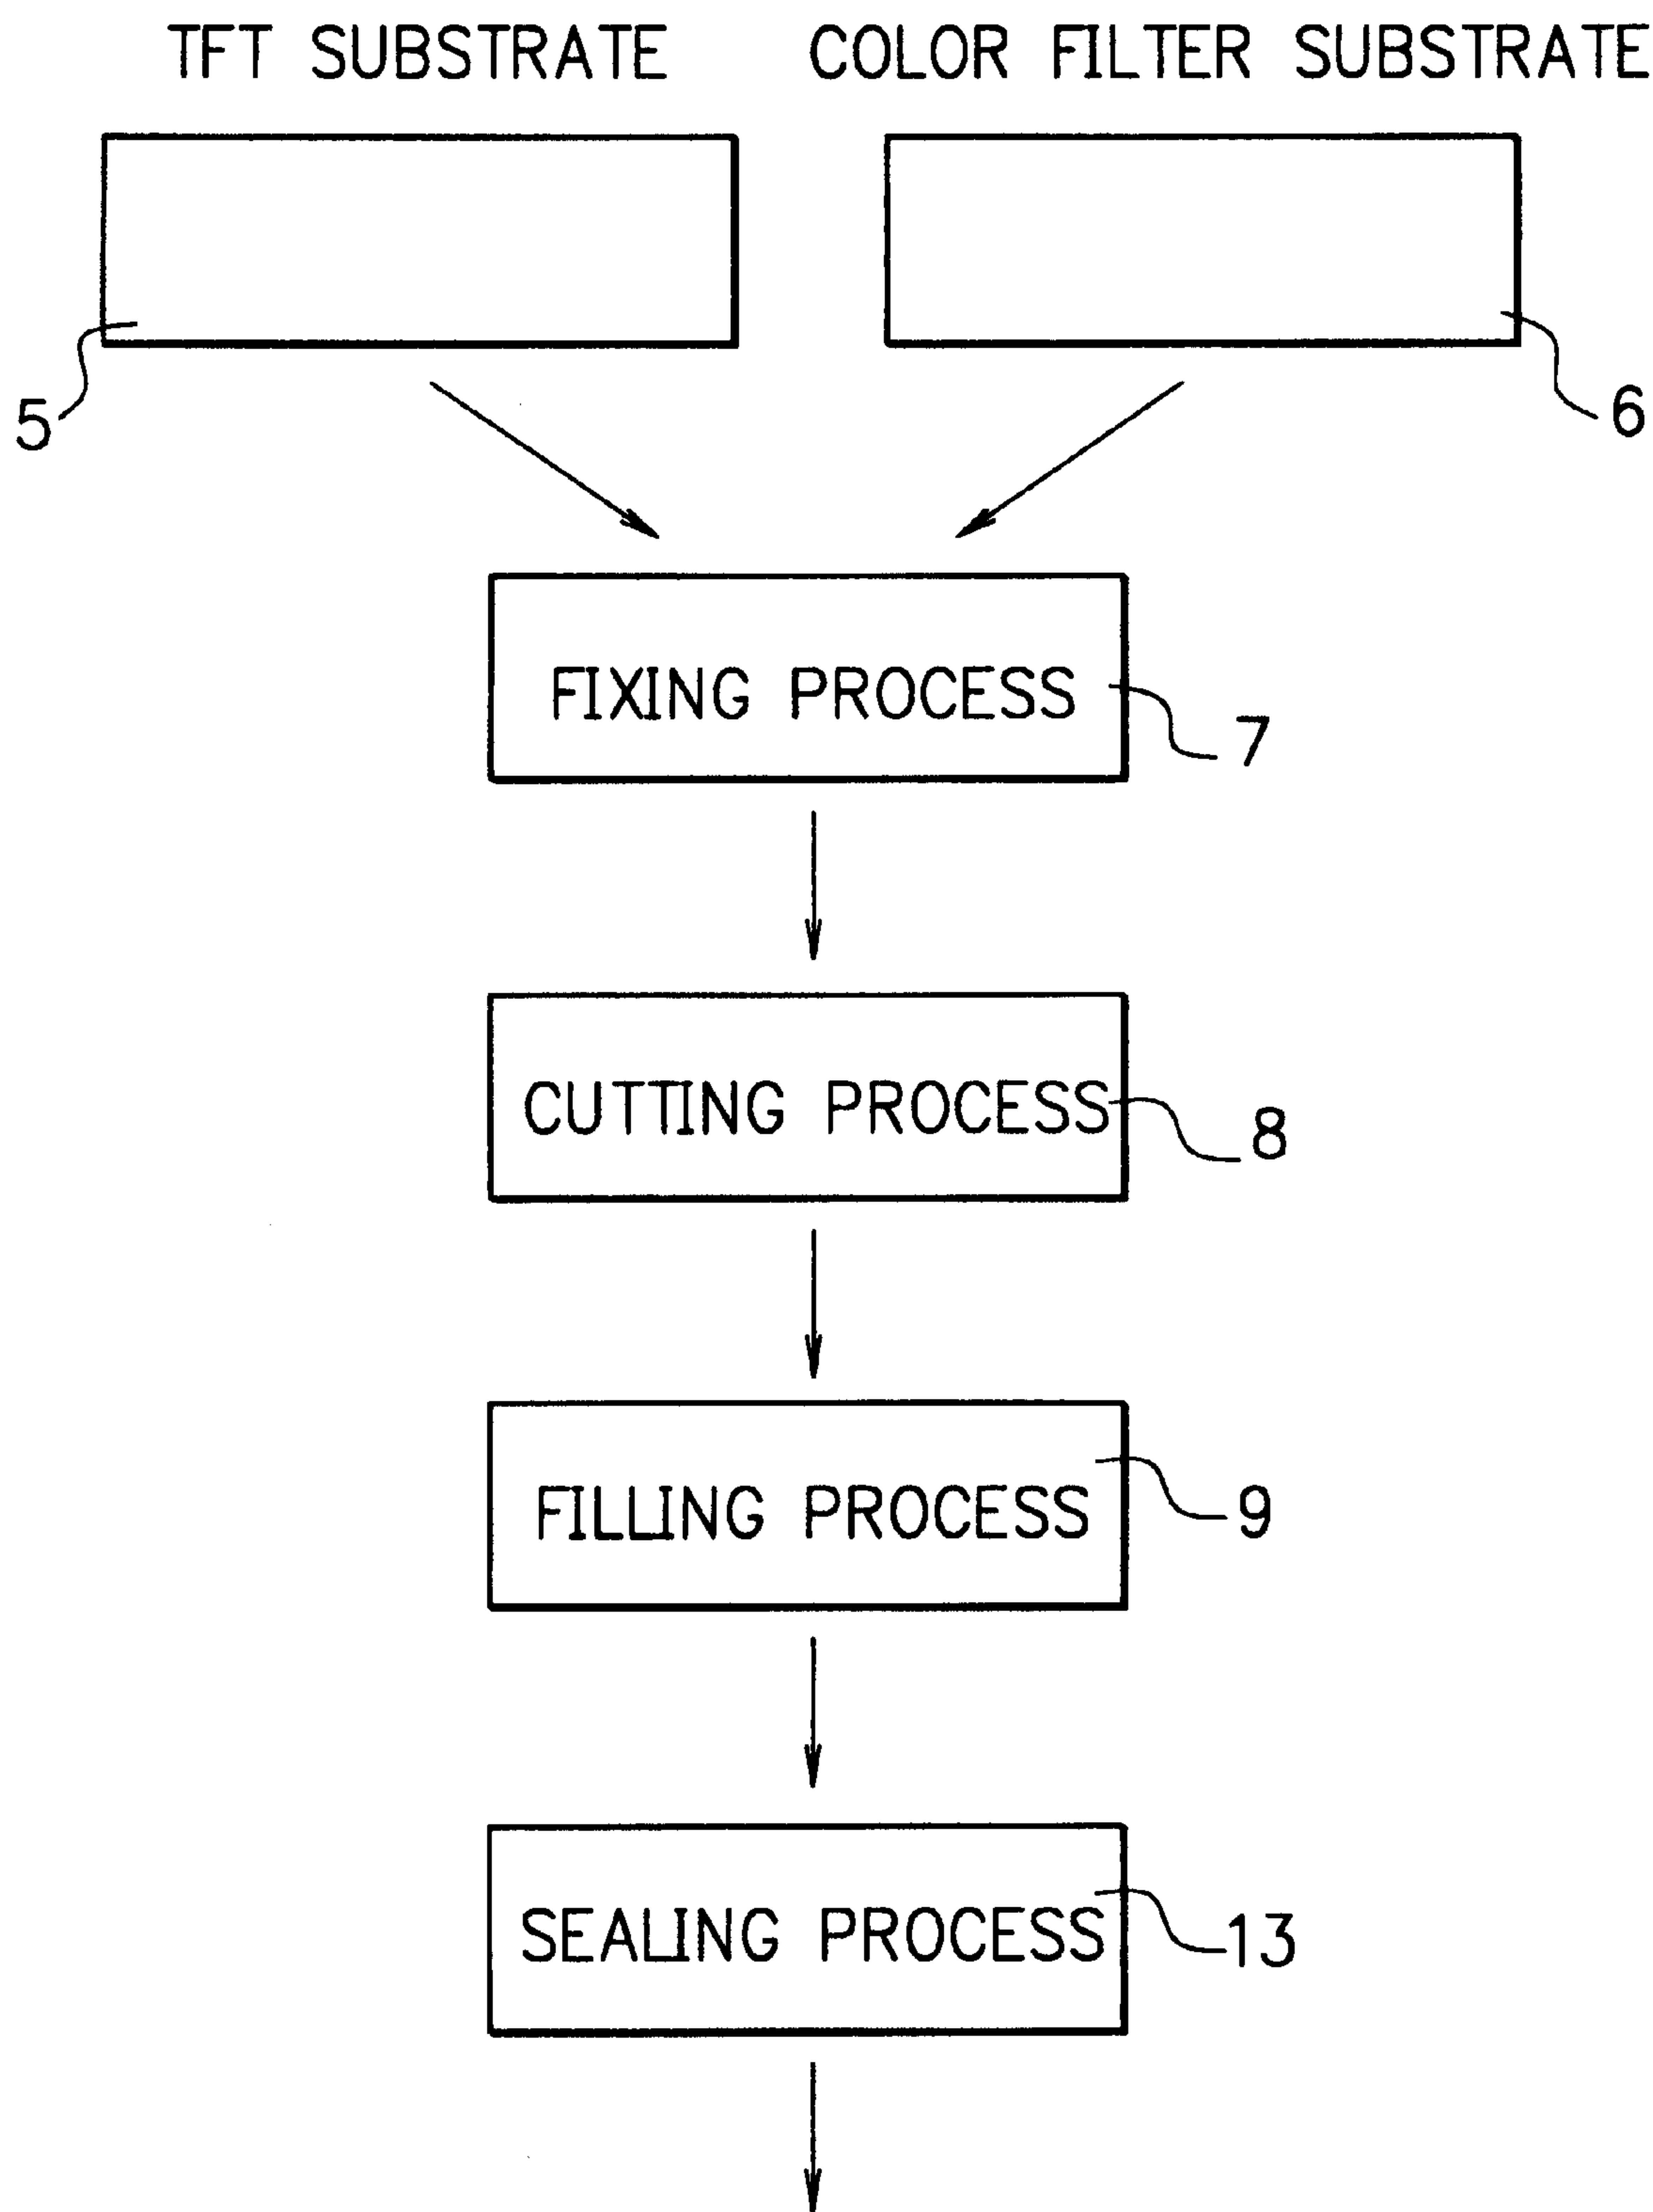 TFT SUBSTRATE
COLOR FILTER SUBSTRATE
5
6
FIXING PROCESS
7
CUTTING PROCESS
8
FILLING PROCESS
9
SEALING PROCESS
13